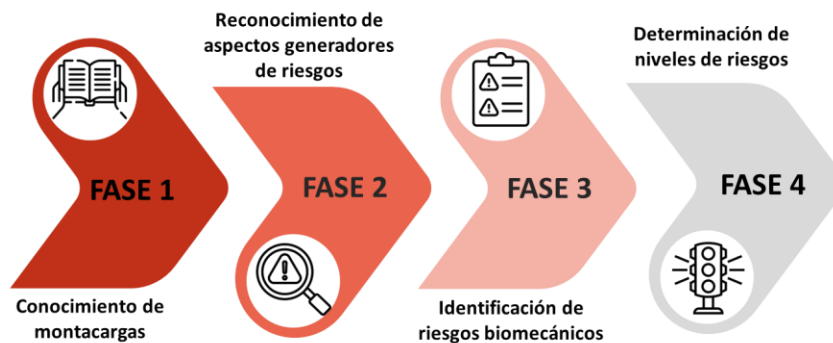 FASE 1
Conocimiento de
montacargas
Reconocimiento de
aspectos generadores
de riesgos
FASE 2
FASE 3
Identificación de
riesgos biomecánicos
Determinación de
niveles de riesgos
FASE 4